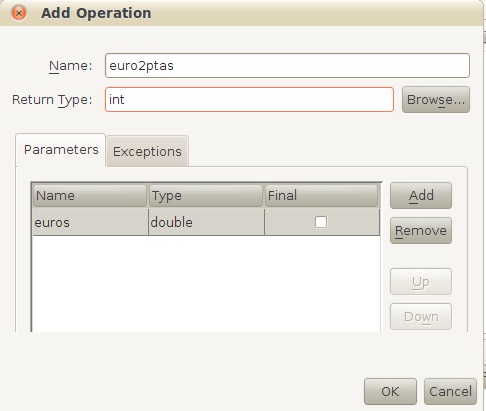 Add Operation
Name: euro2ptas
Return Type: int Browse...
Parameters Exceptions
Name Type Final Add
euros double Remove
Up
Down
OK Cancel